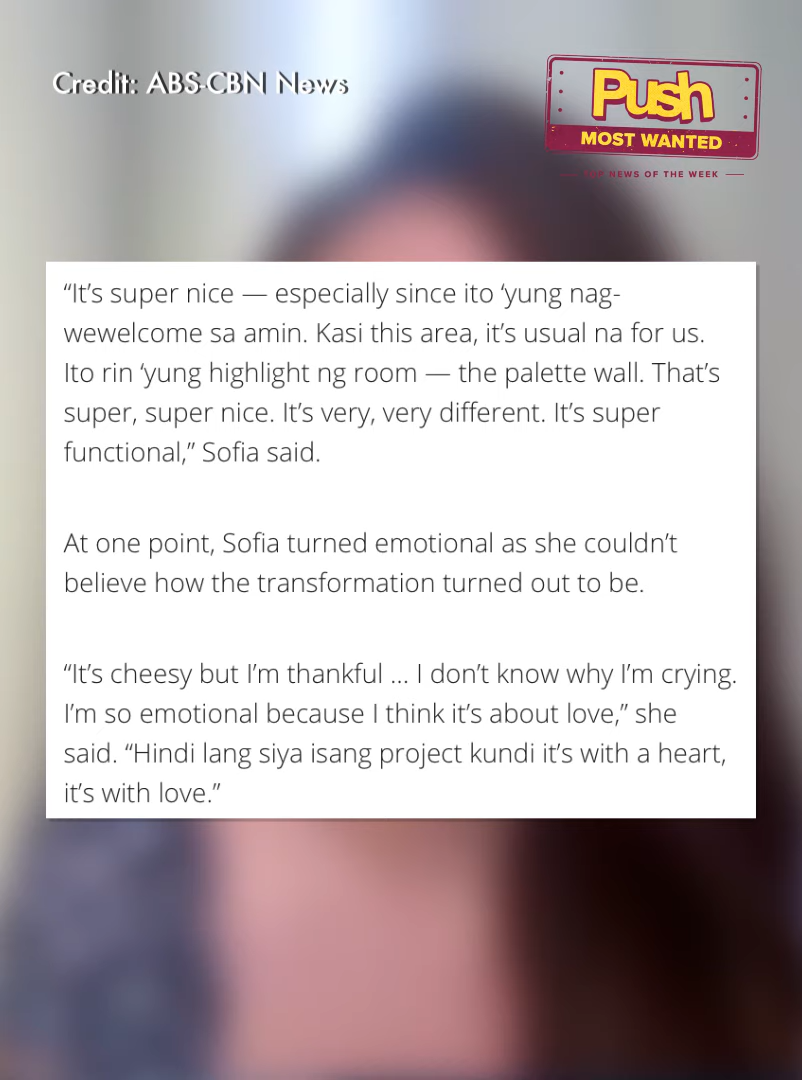 Credit: ABS-CBN News
Push
MOST WANTED
TOP NEWS OF THE WEEK
“It’s super nice — especially since ito ‘yung nag-
wewelcome sa amin. Kasi this area, it’s usual na for us.
Ito rin ‘yung highlight ng room — the palette wall. That’s
super, super nice. It’s very, very different. It’s super
functional,” Sofia said.
At one point, Sofia turned emotional as she couldn’t
believe how the transformation turned out to be.
“It’s cheesy but I’m thankful ... I don’t know why I’m crying.
I’m so emotional because I think it’s about love,” she
said. “Hindi lang siya isang project kundi it’s with a heart,
it’s with love.”